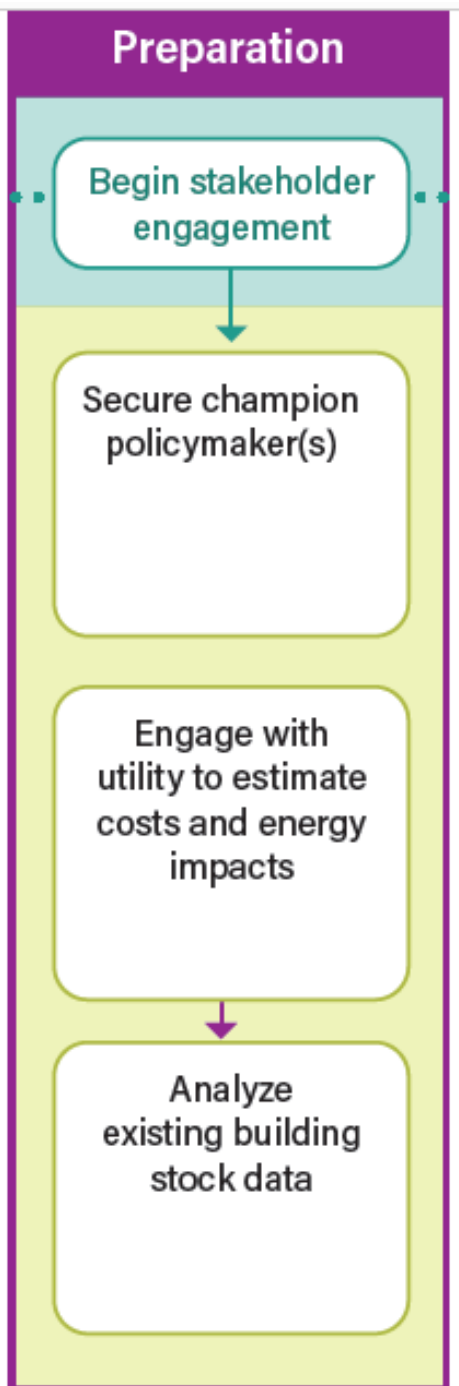 Preparation
Begin stakeholder
engagement
Secure champion
policymaker(s)
Engage with
utility to estimate
costs and energy
impacts
Analyze
existing building
stock data